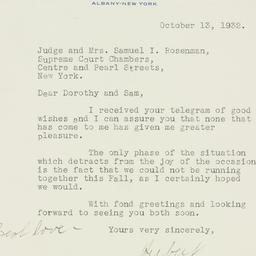 ALBANY-NEW YORK
October 13, 1932.
Judge and Mrs. Samuel I. Rosenman,
Supreme Court Chambers,
Centre and Pearl Streets,
New York.
Dear Dorothy and Sam,
I received your telegram of good
wishes and I can assure you that none that
has come to me has given me greater
pleasure.
The only phase of the situation
which detracts from the joy of the occasion
is the fact that we could not be running
together this Fall, as I certainly hoped
we would.
With fond greetings and looking
forward to seeing you both soon.
Best love - Yours very sincerely,
Herbert